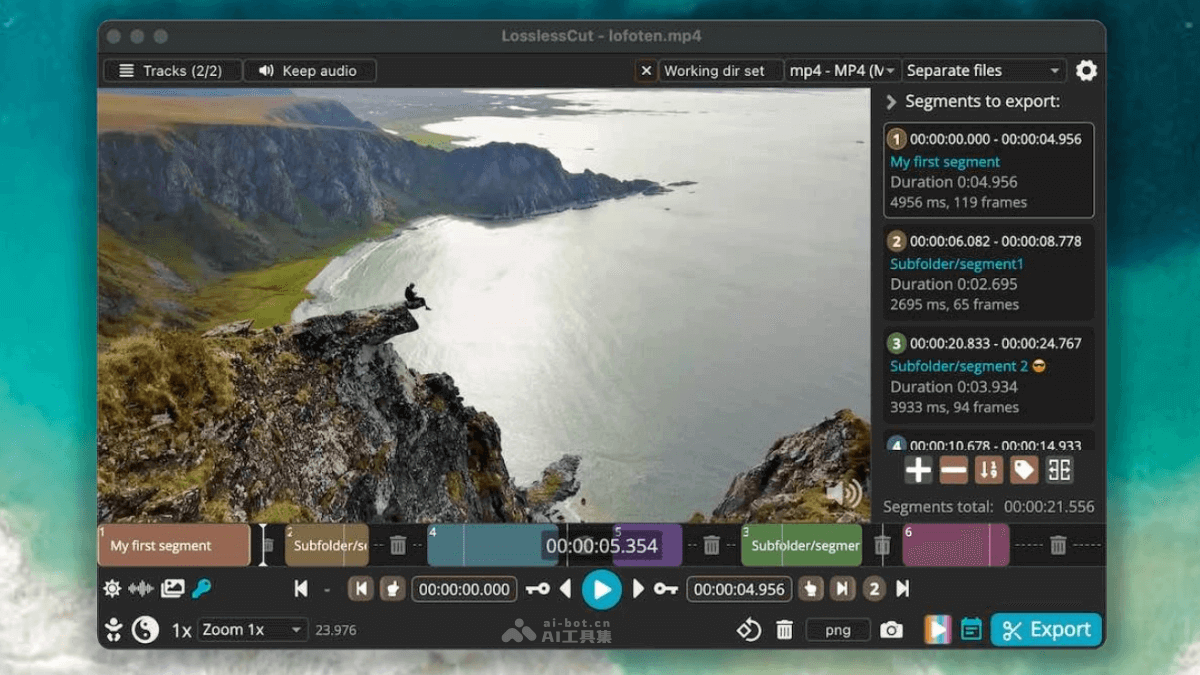 LosslessCut - lofoten.mp4
Tracks (2/2)
Keep audio
Working dir set
mp4 - MP4 (M
Separate files
Segments to export:
1 00:00:00.000 - 00:00:04.956
My first segment
Duration 0:04.956
4956 ms, 119 frames
2 00:00:06.082 - 00:00:08.778
Subfolder/segment1
Duration 0:02.695
2695 ms, 65 frames
3 00:00:20.833 - 00:00:24.767
Subfolder/segment 2 😎
Duration 0:03.934
3933 ms, 94 frames
4 00:00:10.678 - 00:00:14.933
Segments total: 00:00:21.556
1 My first segment
2 Subfolder/se
4
00:00:05.354
5
3 Subfolder/segmer
6
00:00:00.000
00:00:04.956
2
1x
Zoom 1x
23.976
ai-bot.cn
AI工具集
png
Export